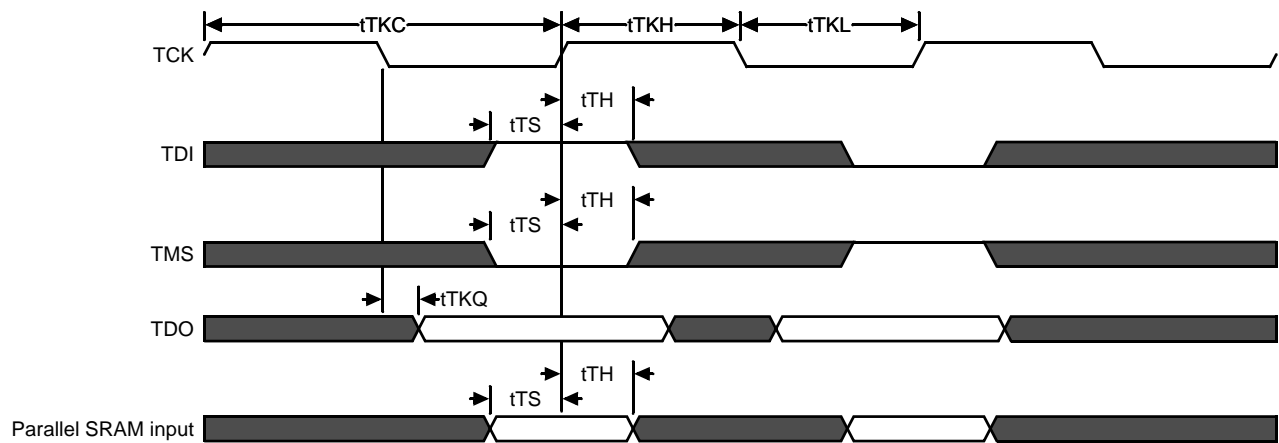 tTKC tTKH tTKL
TCK
tTH
tTS
TDI
tTH
tTS
TMS
tTKQ
TDO
tTH
tTS
Parallel SRAM input